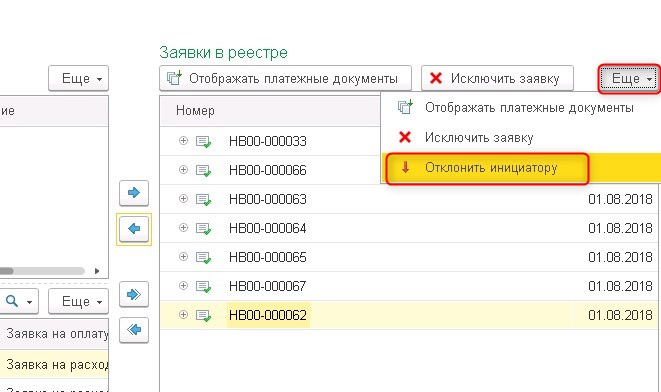 Заявки в реестре
Еще
Отображать платежные документы
Исключить заявку
Еще
ие
Номер
Отображать платежные документы
Исключить заявку
Отклонить инициатору
НВ00-000033
НВ00-000066
НВ00-000063 01.08.2018
НВ00-000064 01.08.2018
НВ00-000065 01.08.2018
НВ00-000067 01.08.2018
НВ00-000062 01.08.2018
Еще
Заявка на оплату
Заявка на расход